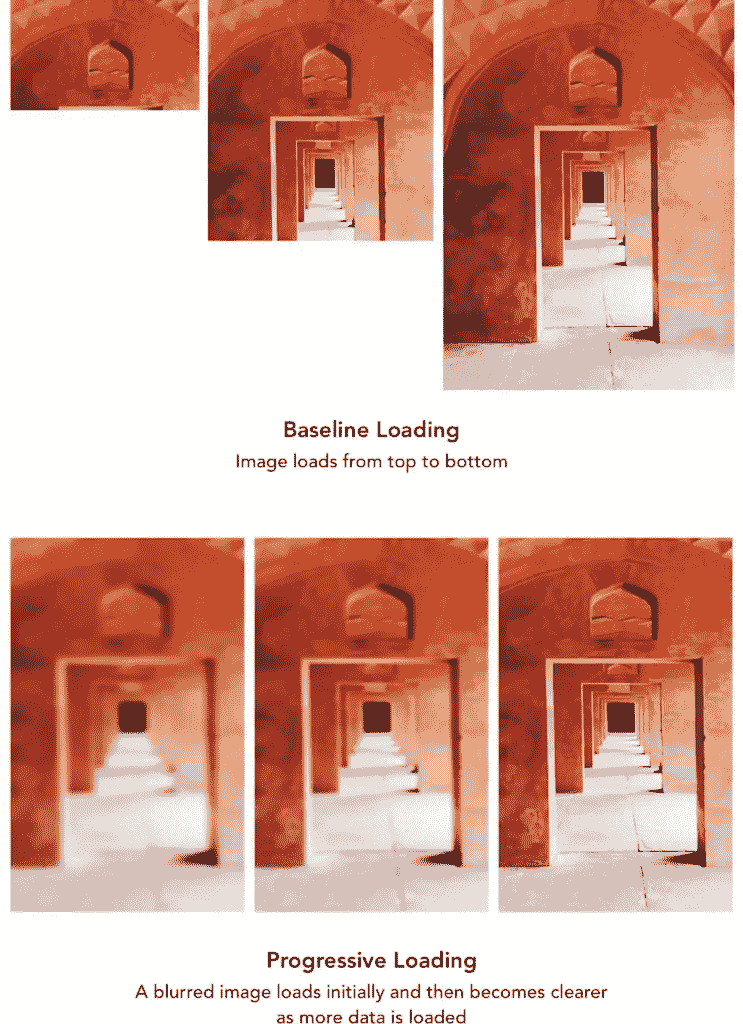 Baseline Loading
Image loads from top to bottom
Progressive Loading
A blurred image loads initially and then becomes clearer
as more data is loaded